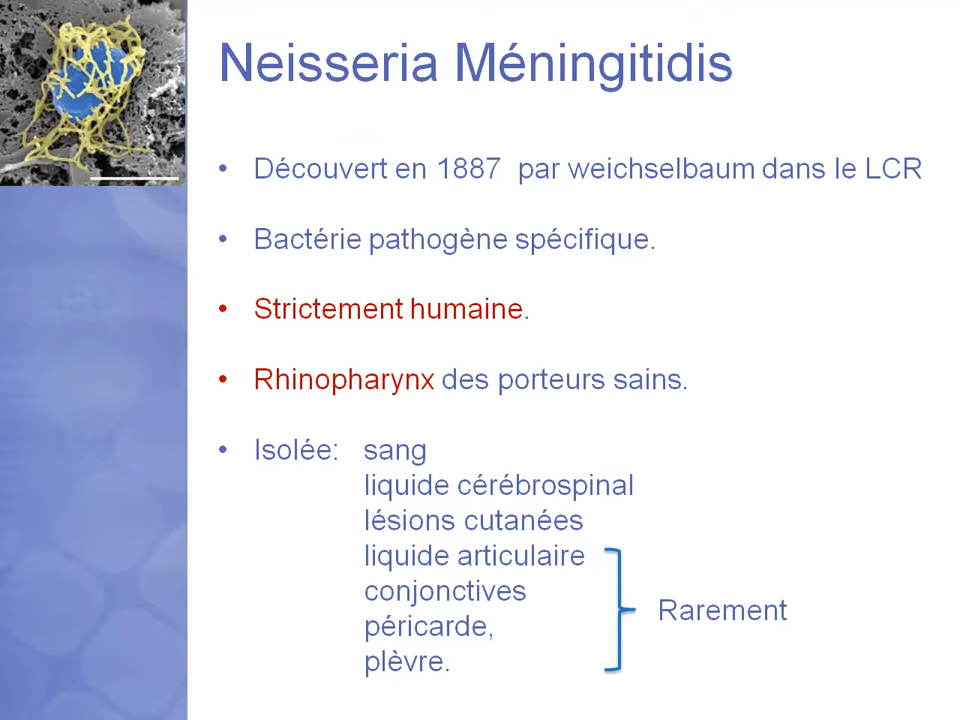 Neisseria Méningitidis
• Découvert en 1887 par weichselbaum dans le LCR
• Bactérie pathogène spécifique.
• Strictement humaine.
• Rhinopharynx des porteurs sains.
• Isolée: sang
liquide cérébrospinal
lésions cutanées
liquide articulaire
conjonctives
péricarde,
plèvre.
Rarement